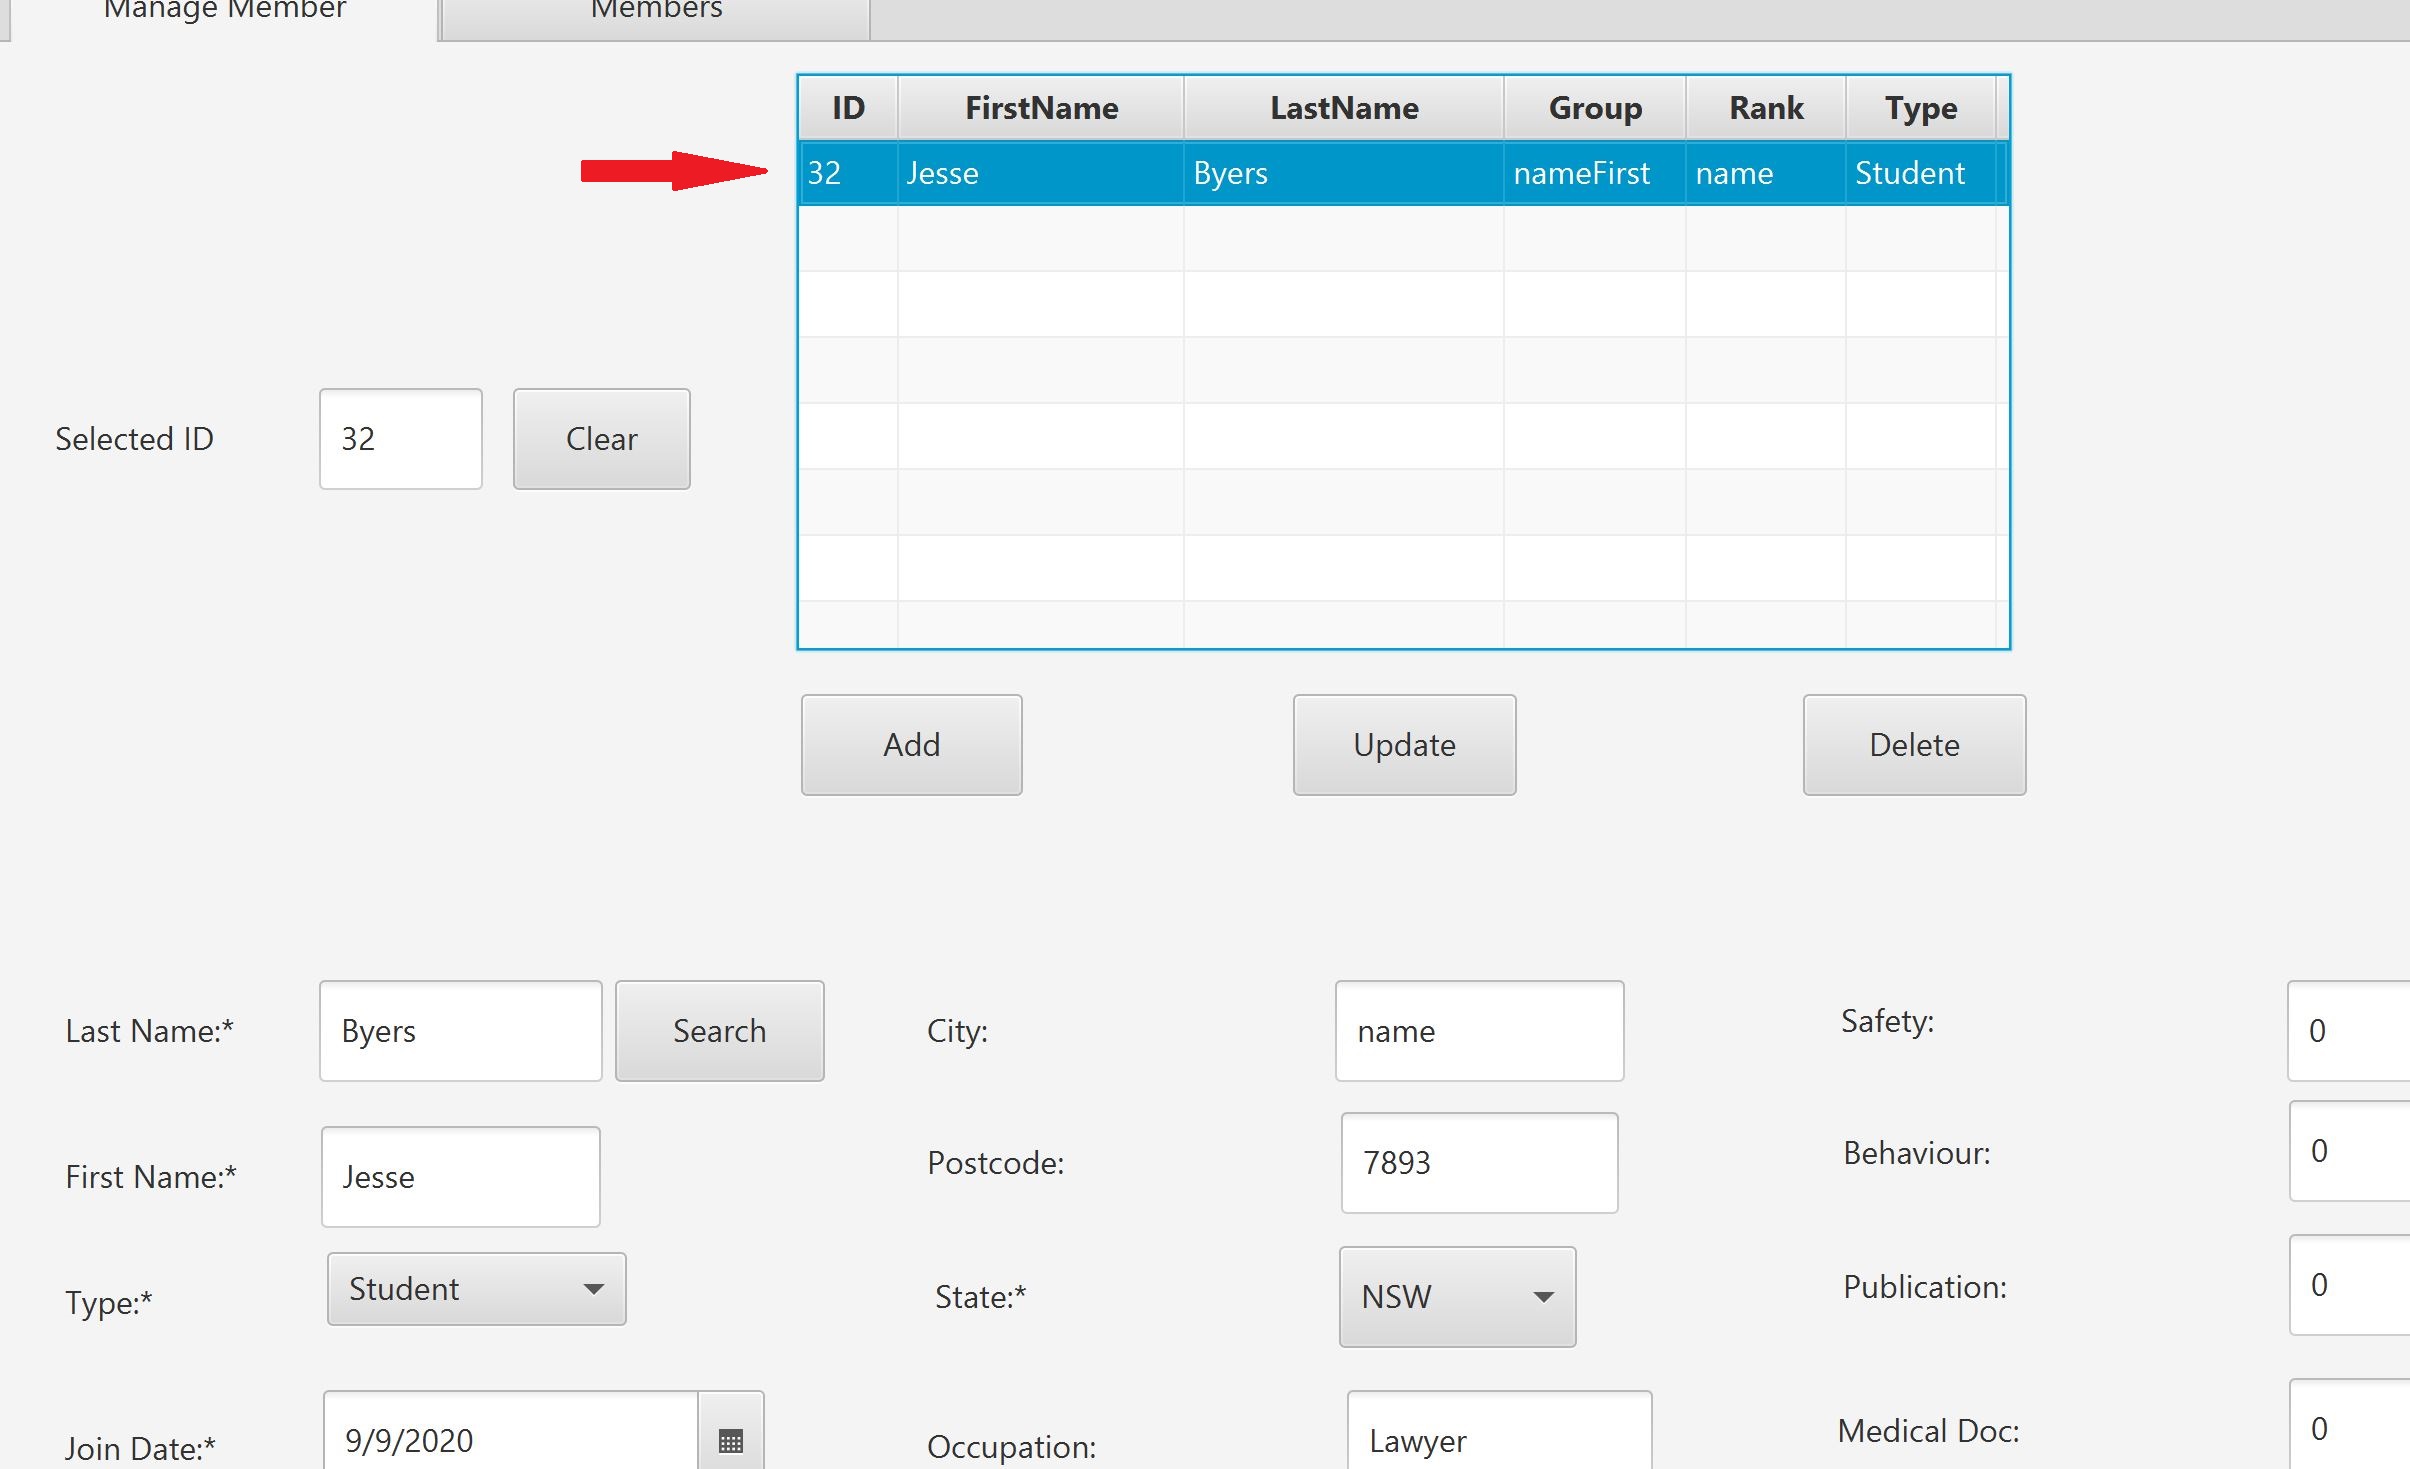 Manage Member Members
ID FirstName LastName Group Rank Type
32 Jesse Byers nameFirst name Student
Selected ID 32 Clear
Add Update Delete
Last Name:* Byers Search City: name Safety: 0
First Name:* Jesse Postcode: 7893 Behaviour: 0
Type:* Student State:* NSW Publication: 0
Join Date:* 9/9/2020 Occupation: Lawyer Medical Doc: 0